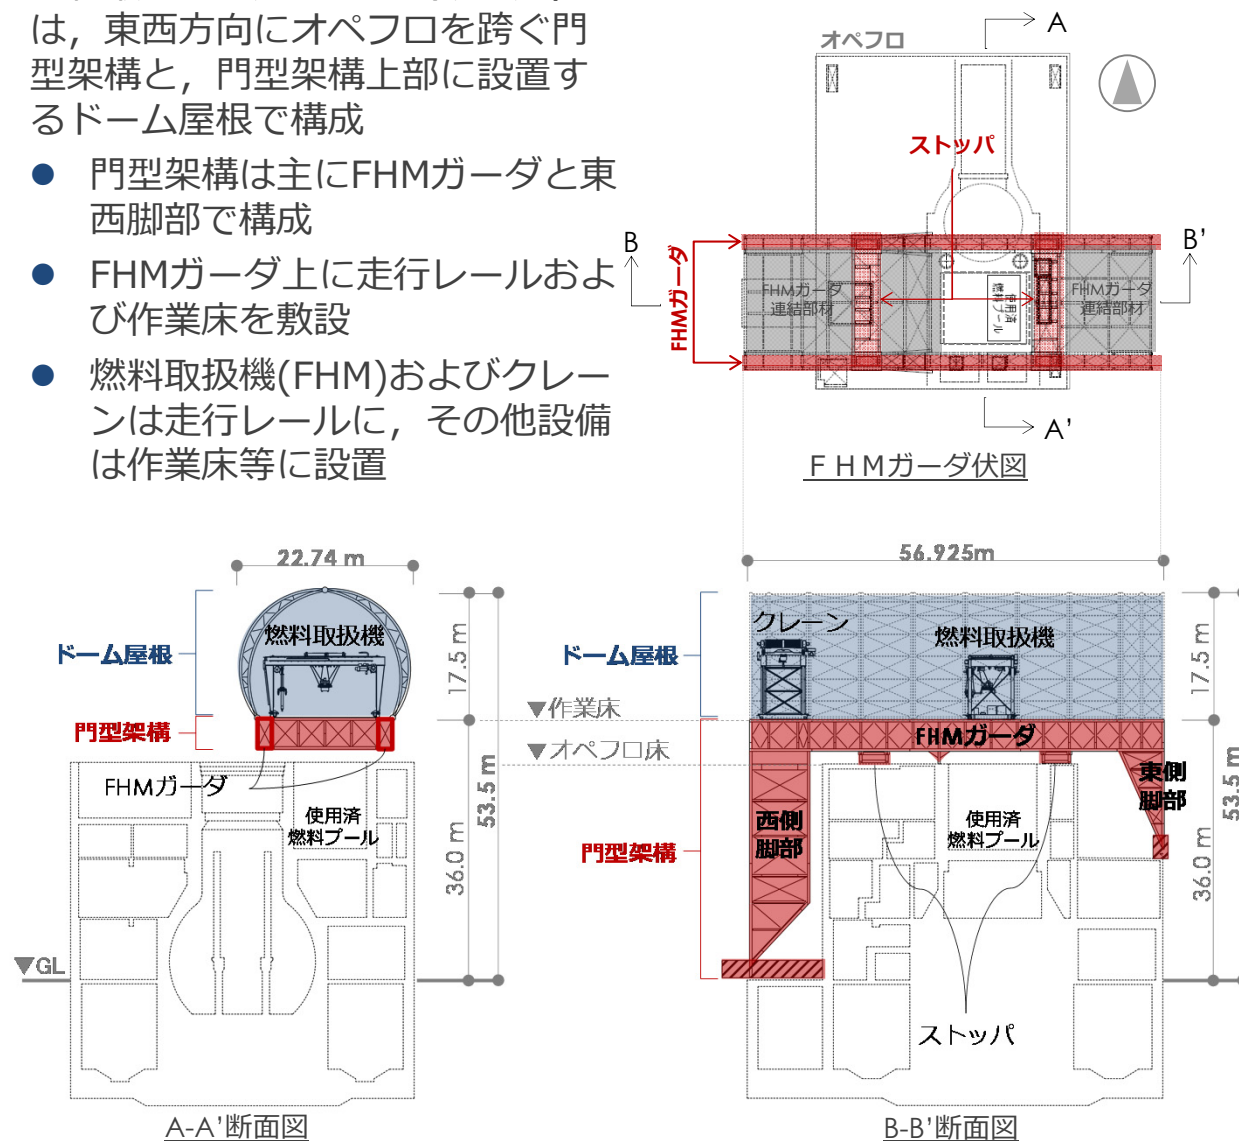 は，東西方向にオペフロを跨ぐ門
型架構と，門型架構上部に設置す
るドーム屋根で構成
● 門型架構は主にFHMガーダと東
西脚部で構成
● FHMガーダ上に走行レールおよ
び作業床を敷設
● 燃料取扱機(FHM)およびクレー
ンは走行レールに，その他設備
は作業床等に設置
オペフロ
A
ストッパ
B
B’
FHMガーダ
FHMガーダ
連結部材
使用済
燃料プール
FHMガーダ
連結部材
A’
ＦＨＭガーダ伏図
22.74 m
ドーム屋根
燃料取扱機
門型架構
FHMガーダ
使用済
燃料プール
17.5 m
53.5 m
36.0 m
▼GL
A-A’断面図
56.925m
クレーン
燃料取扱機
ドーム屋根
▼作業床
▼オペフロ床
FHMガーダ
東側
脚部
西側
脚部
使用済
燃料プール
門型架構
17.5 m
53.5 m
36.0 m
ストッパ
B-B’断面図